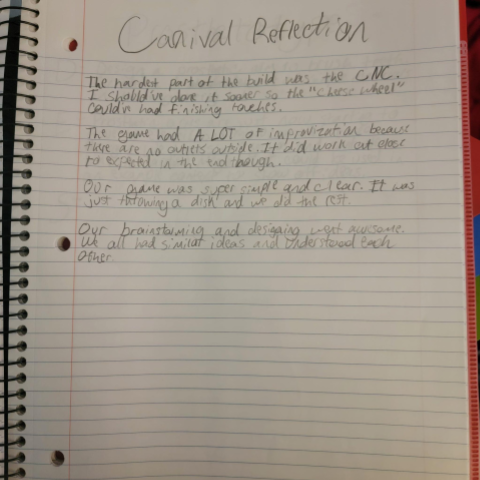 Canival Reflection
The hardest part of the build was the CNC.
I should've done it sooner so the "cheese wheel"
could've had finishing touches.
The game had A LOT OF improvization because
there are no outlets outside. It did work out close
to expected in the end though.
Our game was super simple and clear. It was
just throwing a disk and we did the rest.
Our brainstorming and designing went awesome.
We all had similar ideas and understood each
other.